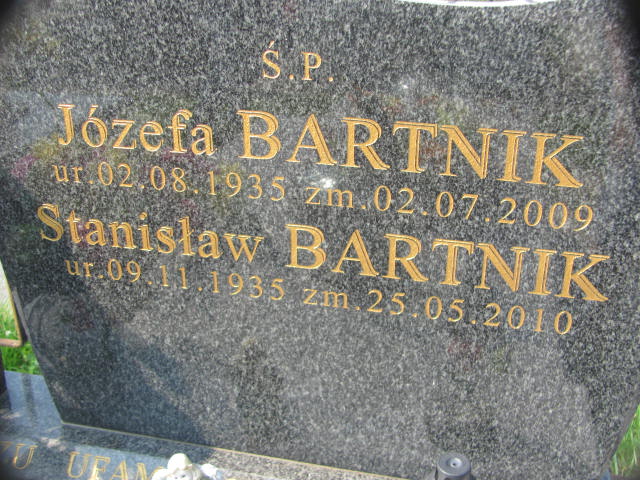 Ś.P.
Józefa BARTNIK
ur.02.08.1935 zm.02.07.2009
Stanisław BARTNIK
ur.09.11.1935 zm.25.05.2010